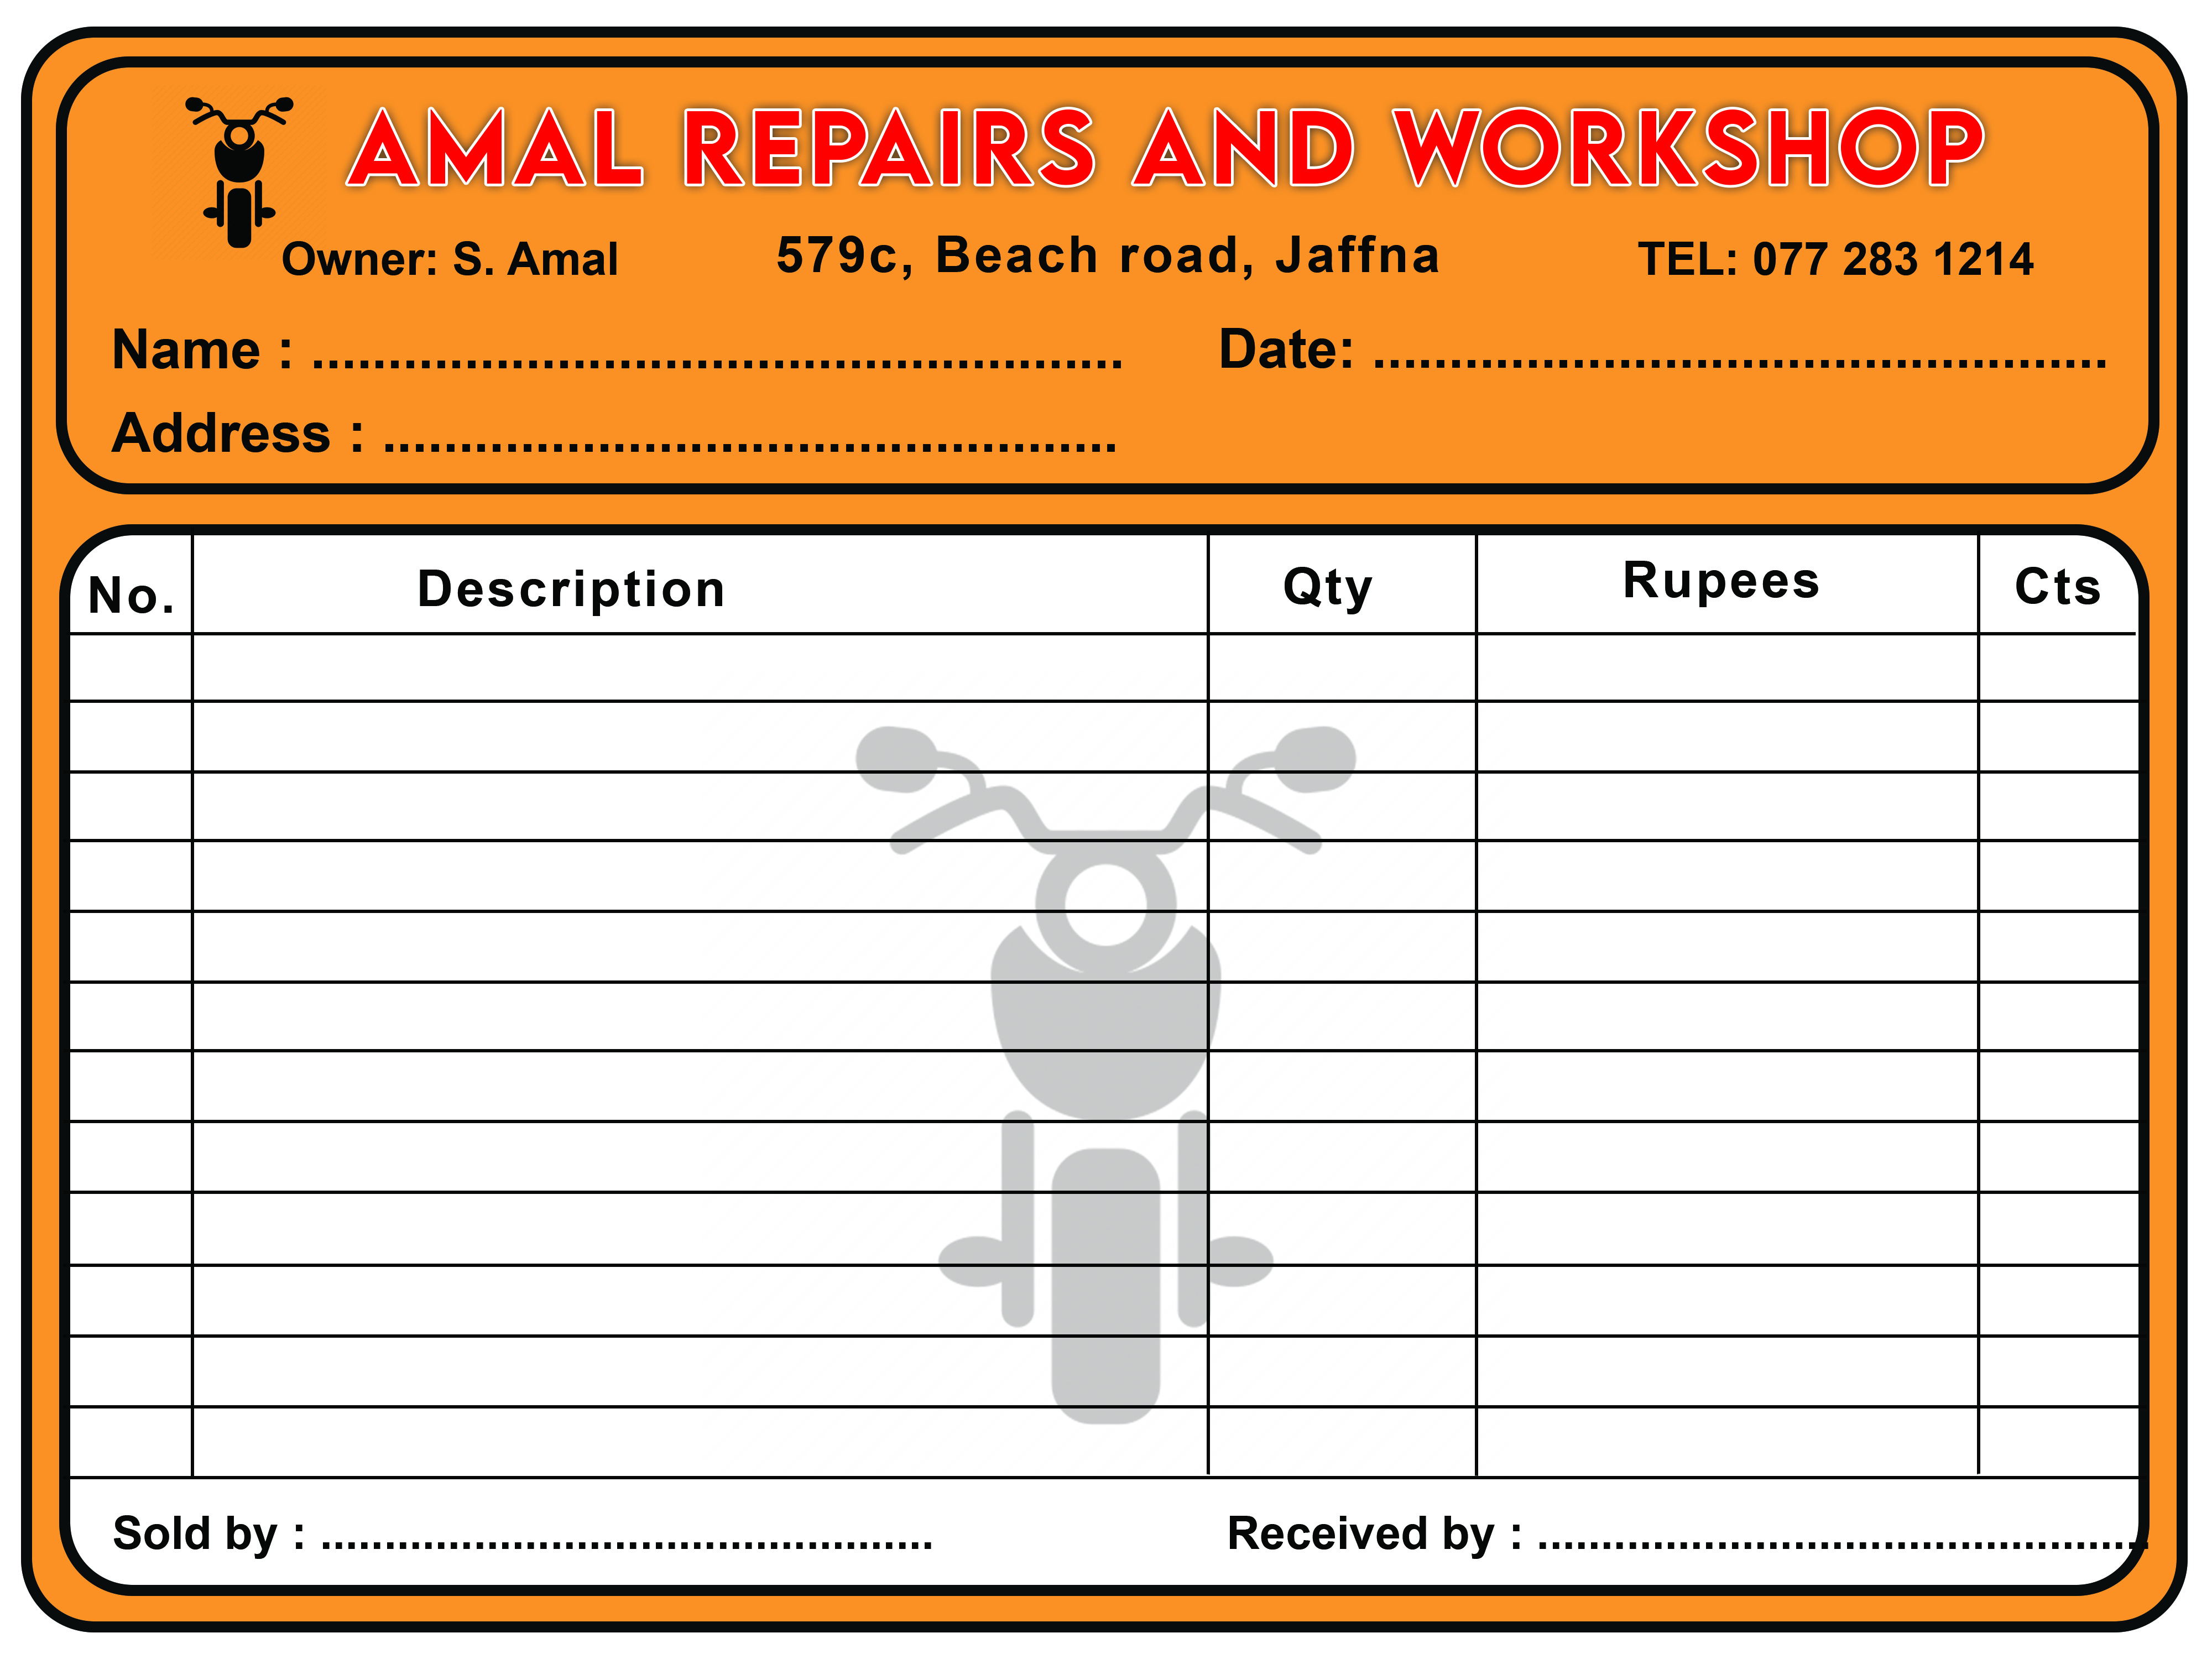 AMAL REPAIRS AND WORKSHOP
Owner: S. Amal 579c, Beach road, Jaffna TEL: 077 283 1214
Name : ..................................................... Date: ................................................
Address : ................................................
No. Description Qty Rupees Cts
Sold by : ................................................ Received by : ................................................